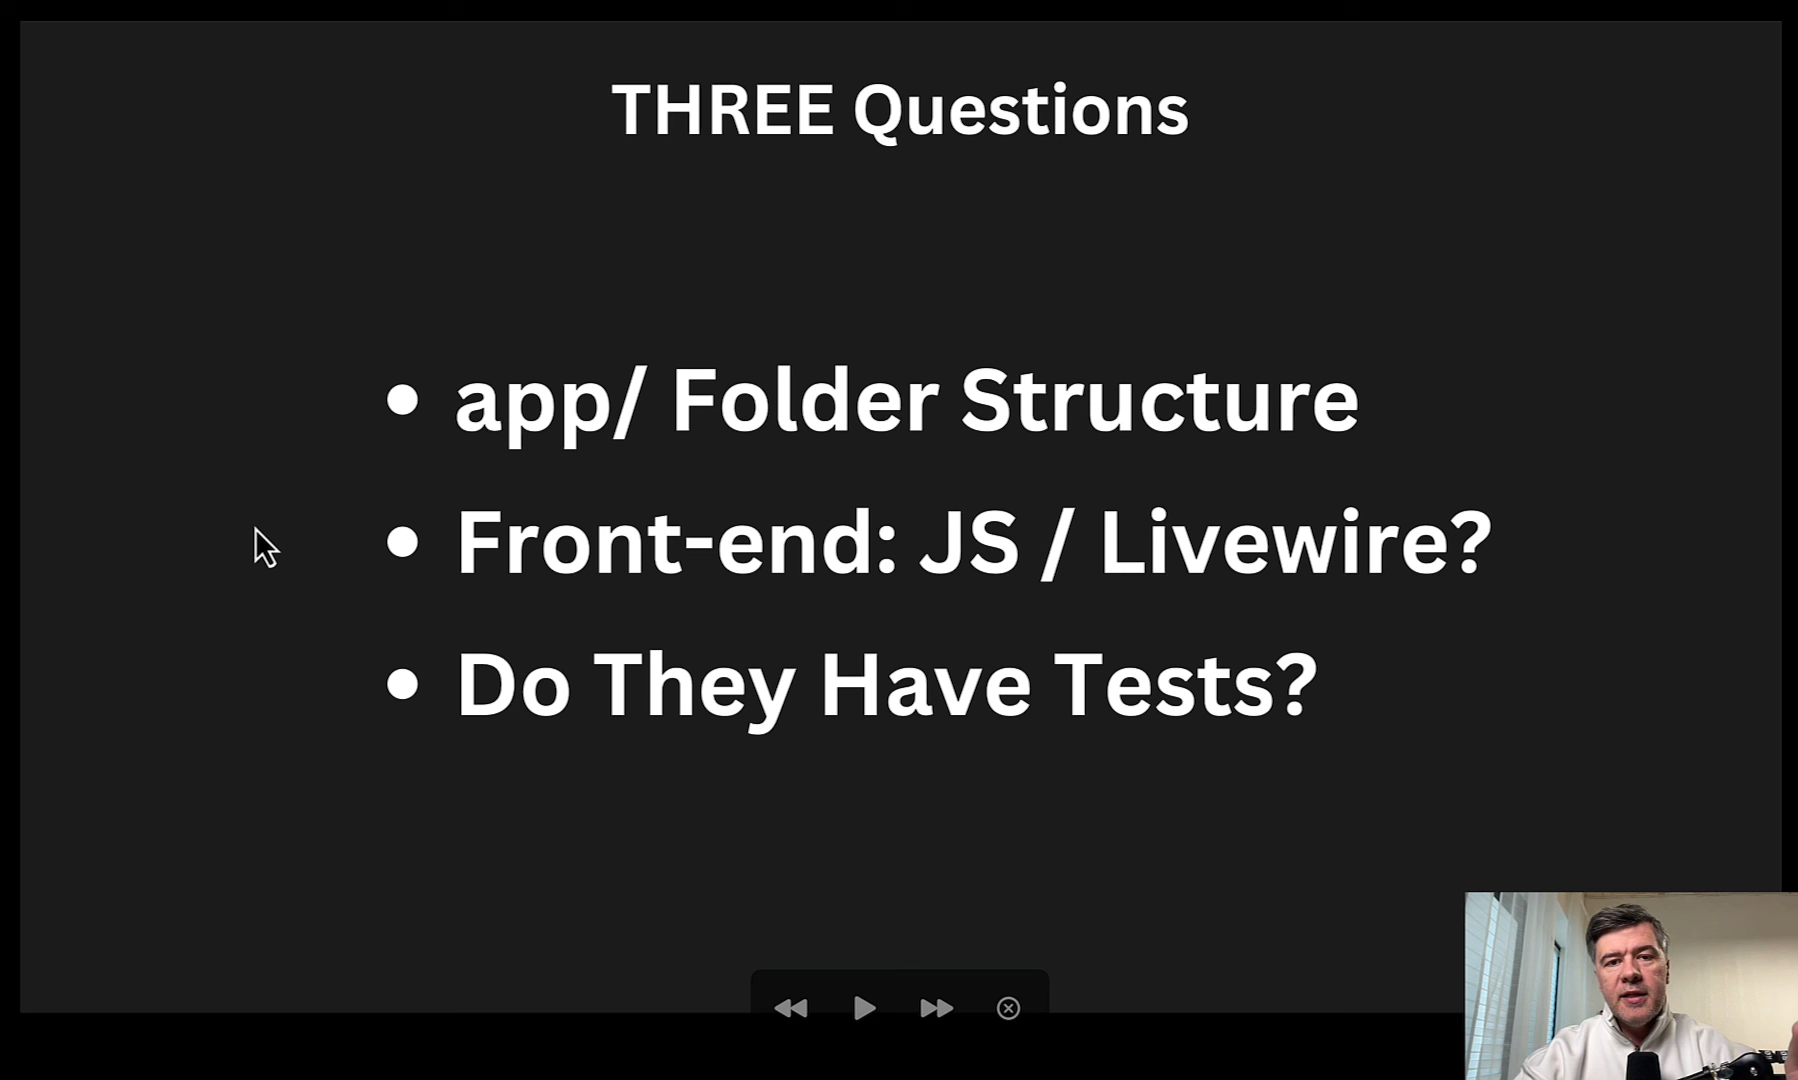 THREE Questions
• app/ Folder Structure
• Front-end: JS / Livewire?
• Do They Have Tests?